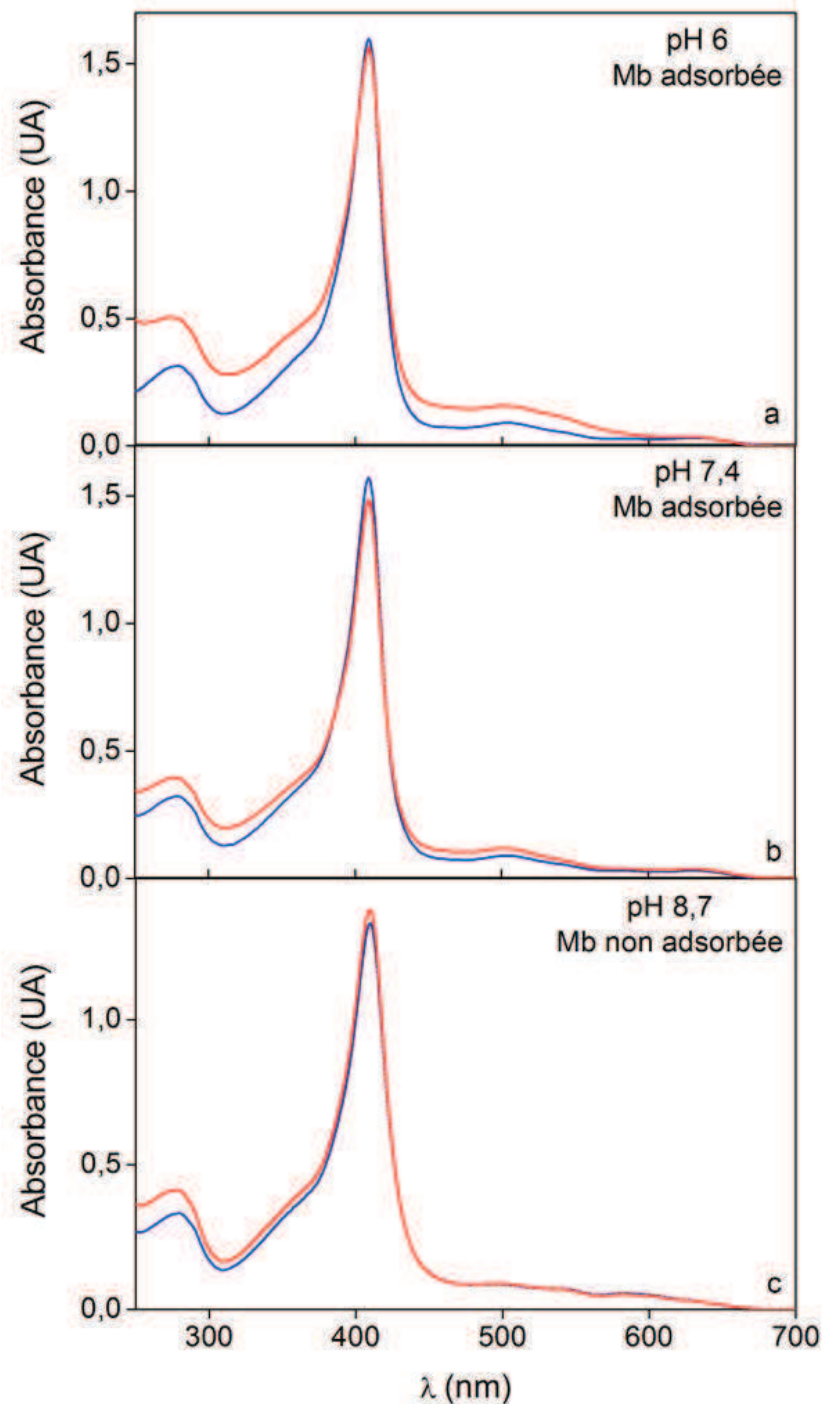 pH 6
Mb adsorbée
Absorbance (UA)
1,5
1,0
0,5
0,0
a
pH 7,4
Mb adsorbée
Absorbance (UA)
1,5
1,0
0,5
0,0
b
pH 8,7
Mb non adsorbée
Absorbance (UA)
1,0
0,5
0,0
c
300 400 500 600 700
λ (nm)